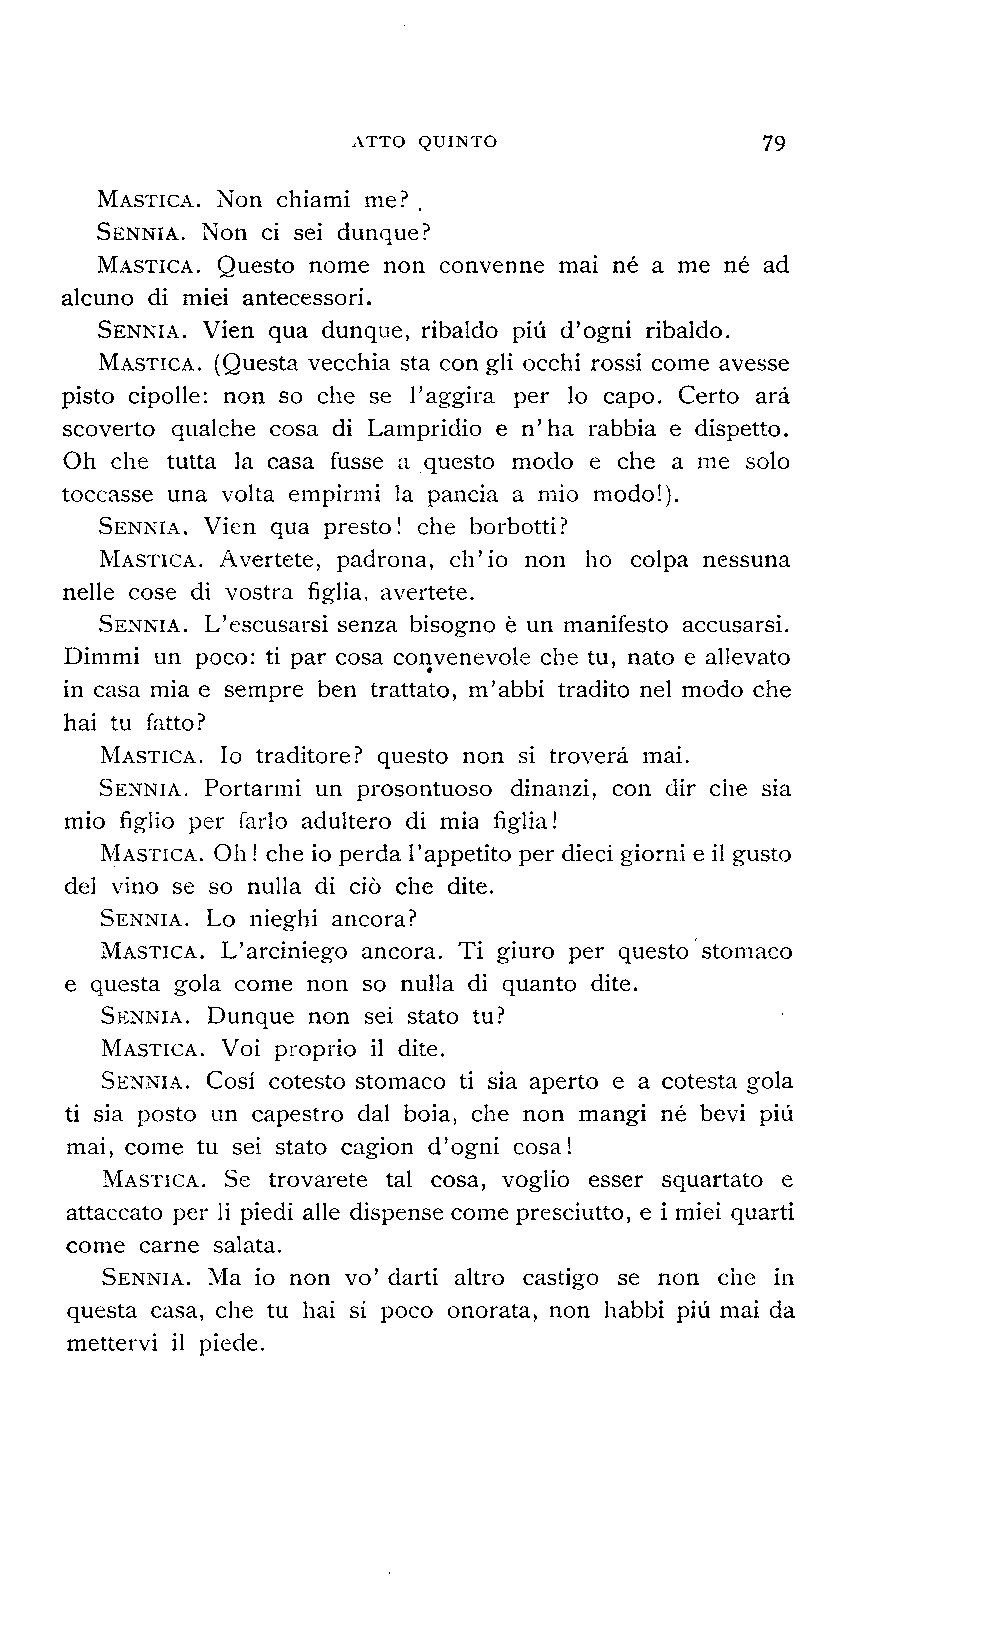 ATTO QUINTO 79
MASTICA. Non chiami me?
SENNIA. Non ci sei dunque?
MASTICA. Questo nome non convenne mai né a me né ad
alcuno di miei antecessori.
SENNIA. Vien qua dunque, ribaldo piú d'ogni ribaldo.
MASTICA. (Questa vecchia sta con gli occhi rossi come avesse
pisto cipolle: non so che se l'aggira per lo capo. Certo ará
scoverto qualche cosa di Lampridio e n'ha rabbia e dispetto.
Oh che tutta la casa fusse a questo modo e che a me solo
toccasse una volta empirmi la pancia a mio modo!).
SENNIA. Vien qua presto! che borbotti?
MASTICA. Avertete, padrona, ch'io non ho colpa nessuna
nelle cose di vostra figlia, avertete.
SENNIA. L'escusarsi senza bisogno è un manifesto accusarsi.
Dimmi un poco: ti par cosa convenevole che tu, nato e allevato
in casa mia e sempre ben trattato, m'abbi tradito nel modo che
hai tu fatto?
MASTICA. Io traditore? questo non si troverá mai.
SENNIA. Portarmi un prosontuoso dinanzi, con dir che sia
mio figlio per farlo adultero di mia figlia!
MASTICA. Oh! che io perda l'appetito per dieci giorni e il gusto
del vino se so nulla di ciò che dite.
SENNIA. Lo nieghi ancora?
MASTICA. L'arciniego ancora. Ti giuro per questo stomaco
e questa gola come non so nulla di quanto dite.
SENNIA. Dunque non sei stato tu?
MASTICA. Voi proprio il dite.
SENNIA. Cosí cotesto stomaco ti sia aperto e a cotesta gola
ti sia posto un capestro dal boia, che non mangi né bevi piú
mai, come tu sei stato cagion d'ogni cosa!
MASTICA. Se trovarete tal cosa, voglio esser squartato e
attaccato per li piedi alle dispense come presciutto, e i miei quarti
come carne salata.
SENNIA. Ma io non vo' darti altro castigo se non che in
questa casa, che tu hai si poco onorata, non habbi piú mai da
mettervi il piede.